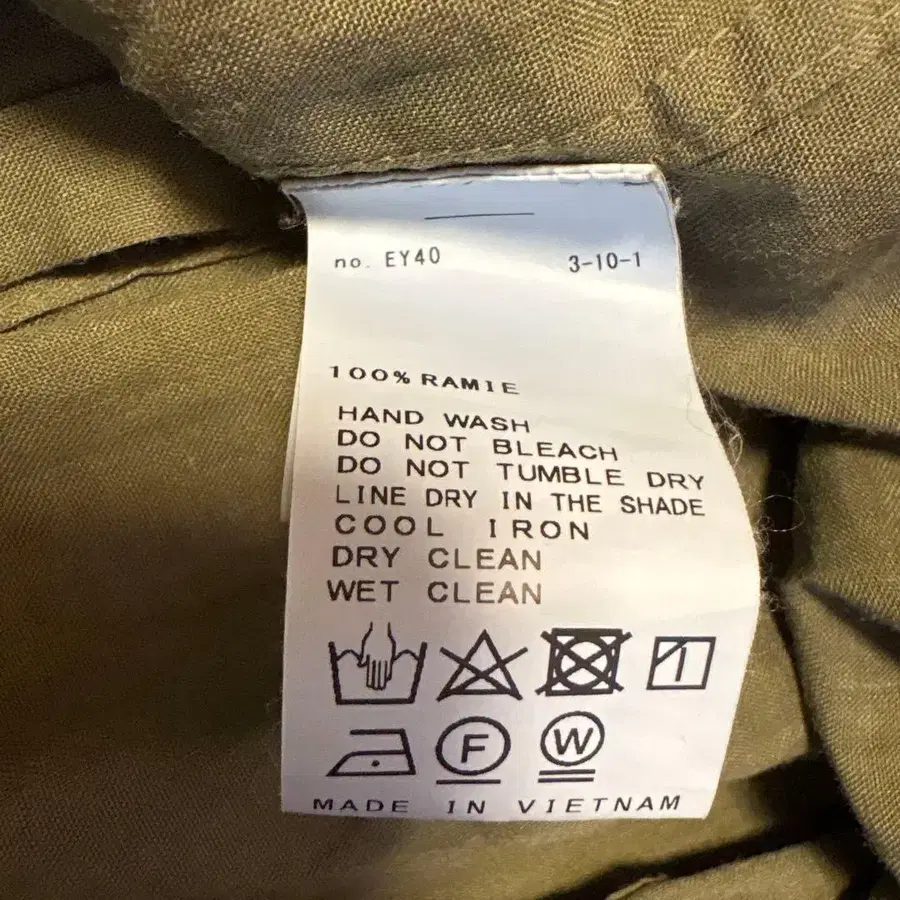 no. EY40 3-10-1
100% RAMIE
HAND WASH
DO NOT BLEACH
DO NOT TUMBLE DRY
LINE DRY IN THE SHADE
COOL IRON
DRY CLEAN
WET CLEAN
F W
MADE IN VIETNAM